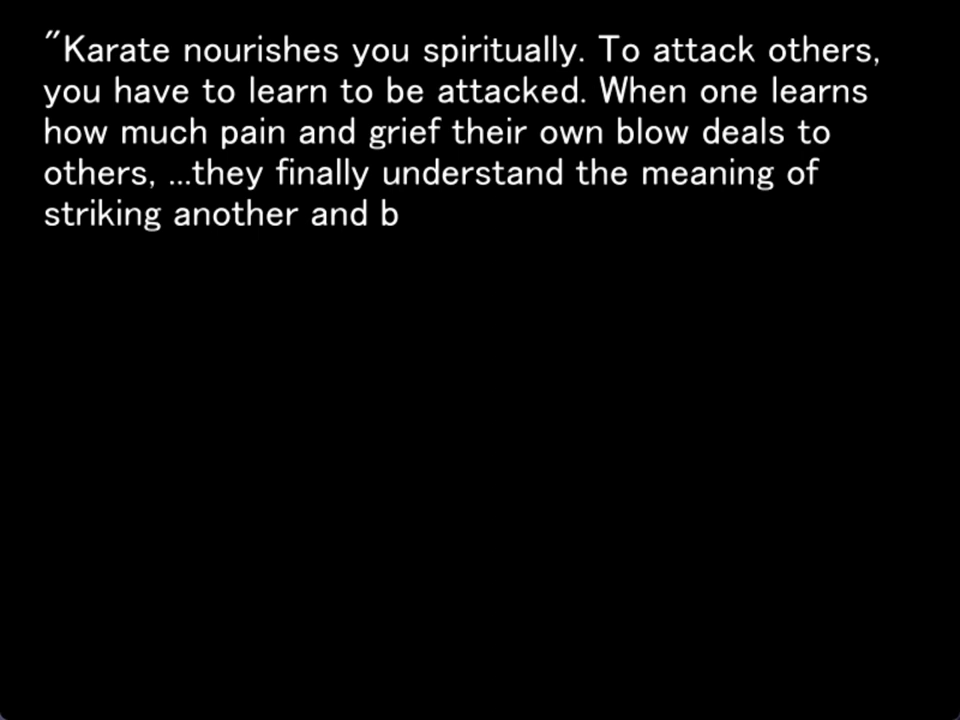 "Karate nourishes you spiritually. To attack others,
you have to learn to be attacked. When one learns
how much pain and grief their own blow deals to
others, ...they finally understand the meaning of
striking another and b